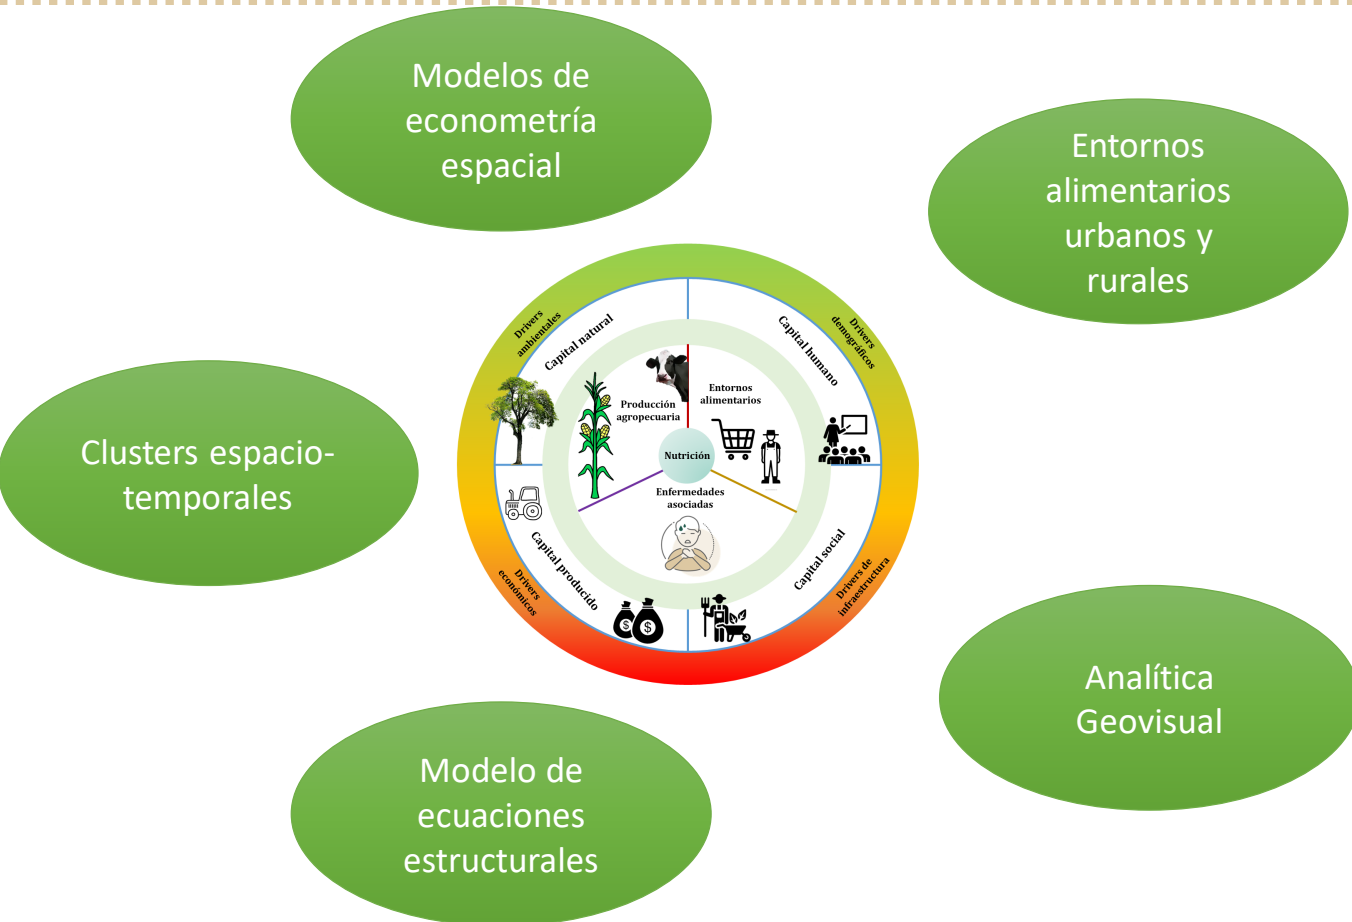 Modelos de
econometría
espacial
Entornos
alimentarios
urbanos y
rurales
Clusters espacio-
temporales
Drivers
ambientales
Capital natural
Capital humano
Drivers
demográficos
Producción
agropecuaria
Entornos
alimentarios
Nutrición
Enfermedades
asociadas
Capital producido
Drivers
económicos
$
$
Capital social
Drivers de
infraestructura
Analítica
Geovisual
Modelo de
ecuaciones
estructurales